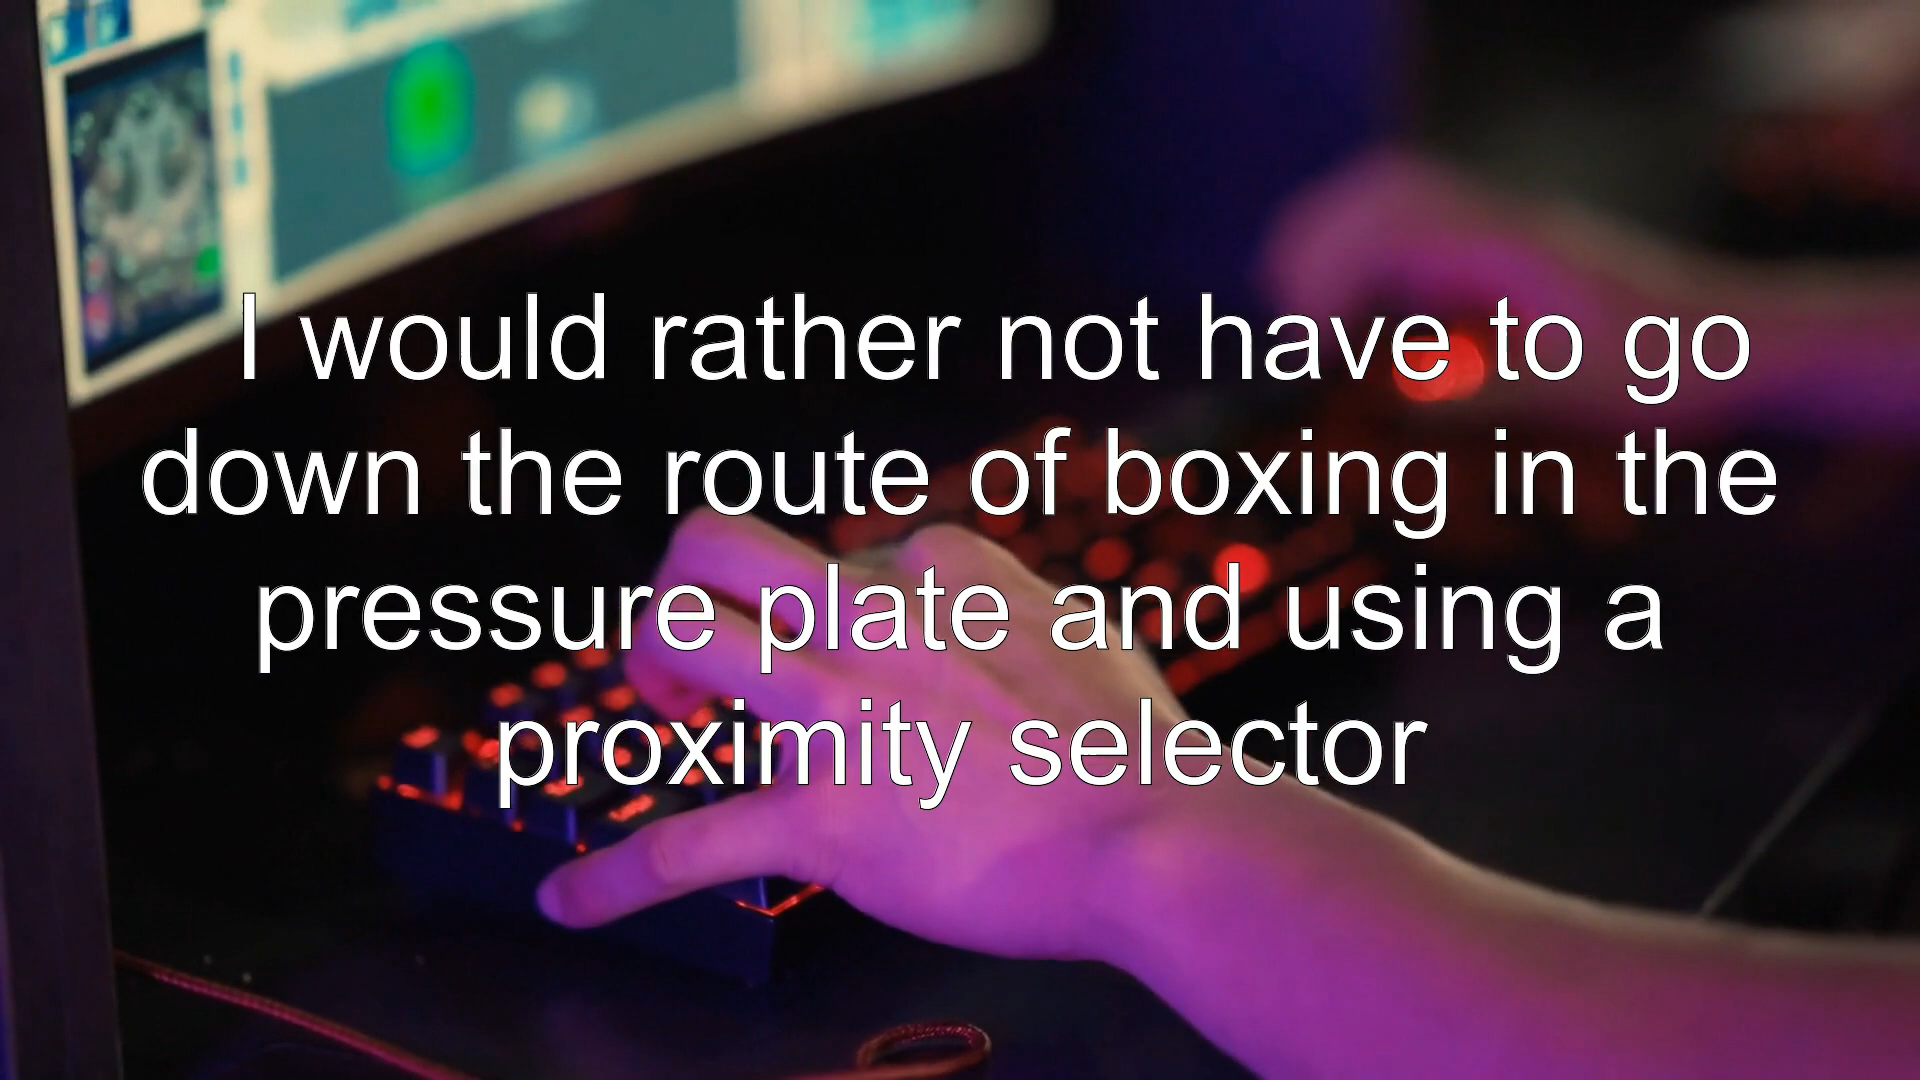 I would rather not have to go
down the route of boxing in the
pressure plate and using a
proximity selector